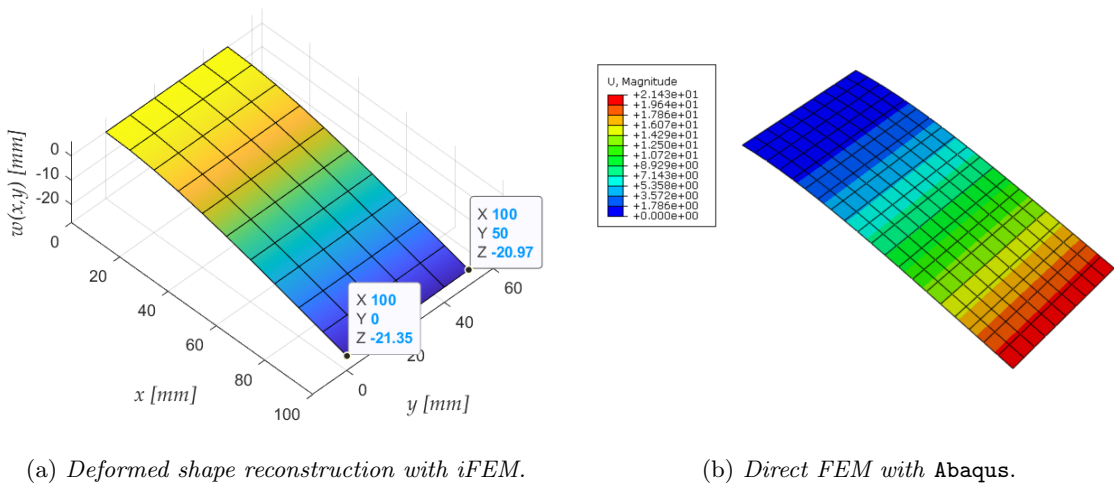 w(x,y) [mm]
0
-10
-20
0
20
40
60
80
100
x [mm]
0
20
40
60
y [mm]
X 100
Y 50
Z -20.97
X 100
Y 0
Z -21.35
U, Magnitude
+2.143e+01
+1.964e+01
+1.786e+01
+1.607e+01
+1.429e+01
+1.250e+01
+1.072e+01
+8.929e+00
+7.143e+00
+5.358e+00
+3.572e+00
+1.786e+00
+0.000e+00
(a) Deformed shape reconstruction with iFEM.
(b) Direct FEM with Abaqus.